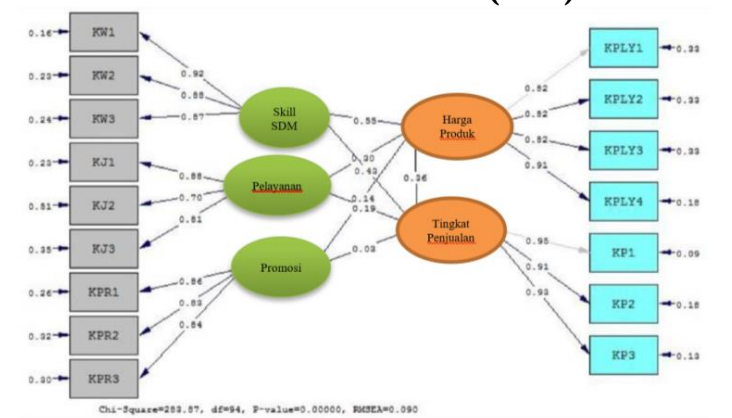 0.16
KW1
0.23
KW2
0.24
KW3
0.23
KJ1
0.51
KJ2
0.35
KJ3
0.26
KPR1
0.32
KPR2
0.30
KPR3
0.92
0.88
0.87
0.88
0.70
0.81
0.86
0.83
0.84
Skill
SDM
Pelayanan
Promosi
0.55
0.30
0.43
0.14
0.19
0.03
0.36
Harga
Produk
Tingkat
Penjualan
0.82
0.82
0.82
0.91
0.95
0.91
0.93
KPLY1
0.33
KPLY2
0.33
KPLY3
0.33
KPLY4
0.18
KP1
0.09
KP2
0.18
KP3
0.13
Chi-Square=283.87, df=94, P-value=0.00000, RMSEA=0.090